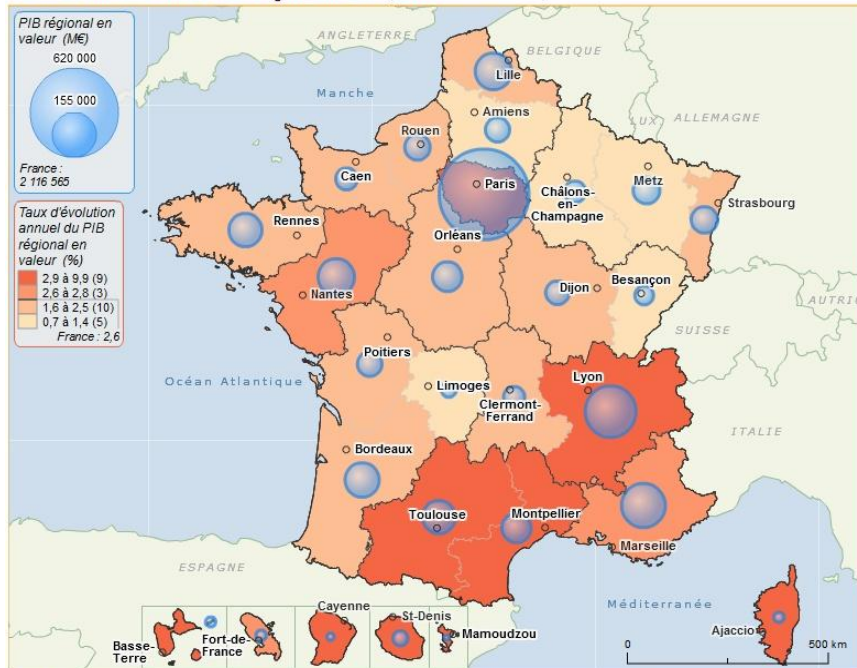 PIB régional en
valeur (M€)
620 000
155 000
France :
2 116 565
Taux d'évolution
annuel du PIB
régional en
valeur (%)
2,9 à 9,9 (9)
2,6 à 2,8 (3)
1,6 à 2,5 (10)
0,7 à 1,4 (5)
France : 2,6
ANGLETERRE
BELGIQUE
Manche
Lille
LUX
ALLEMAGNE
Amiens
Rouen
Caen
Paris
Châlons-
en-
Champagne
Metz
Strasbourg
Rennes
Orléans
Nantes
Dijon
Besançon
AUTRIC
SUISSE
Poitiers
Océan Atlantique
Limoges
Clermont-
Ferrand
Lyon
ITALIE
Bordeaux
Toulouse
Montpellier
Marseille
ESPAGNE
Méditerranée
Basse-
Terre
Fort-de-
France
Cayenne
St-Denis
Mamoudzou
Ajaccio
0
500 km